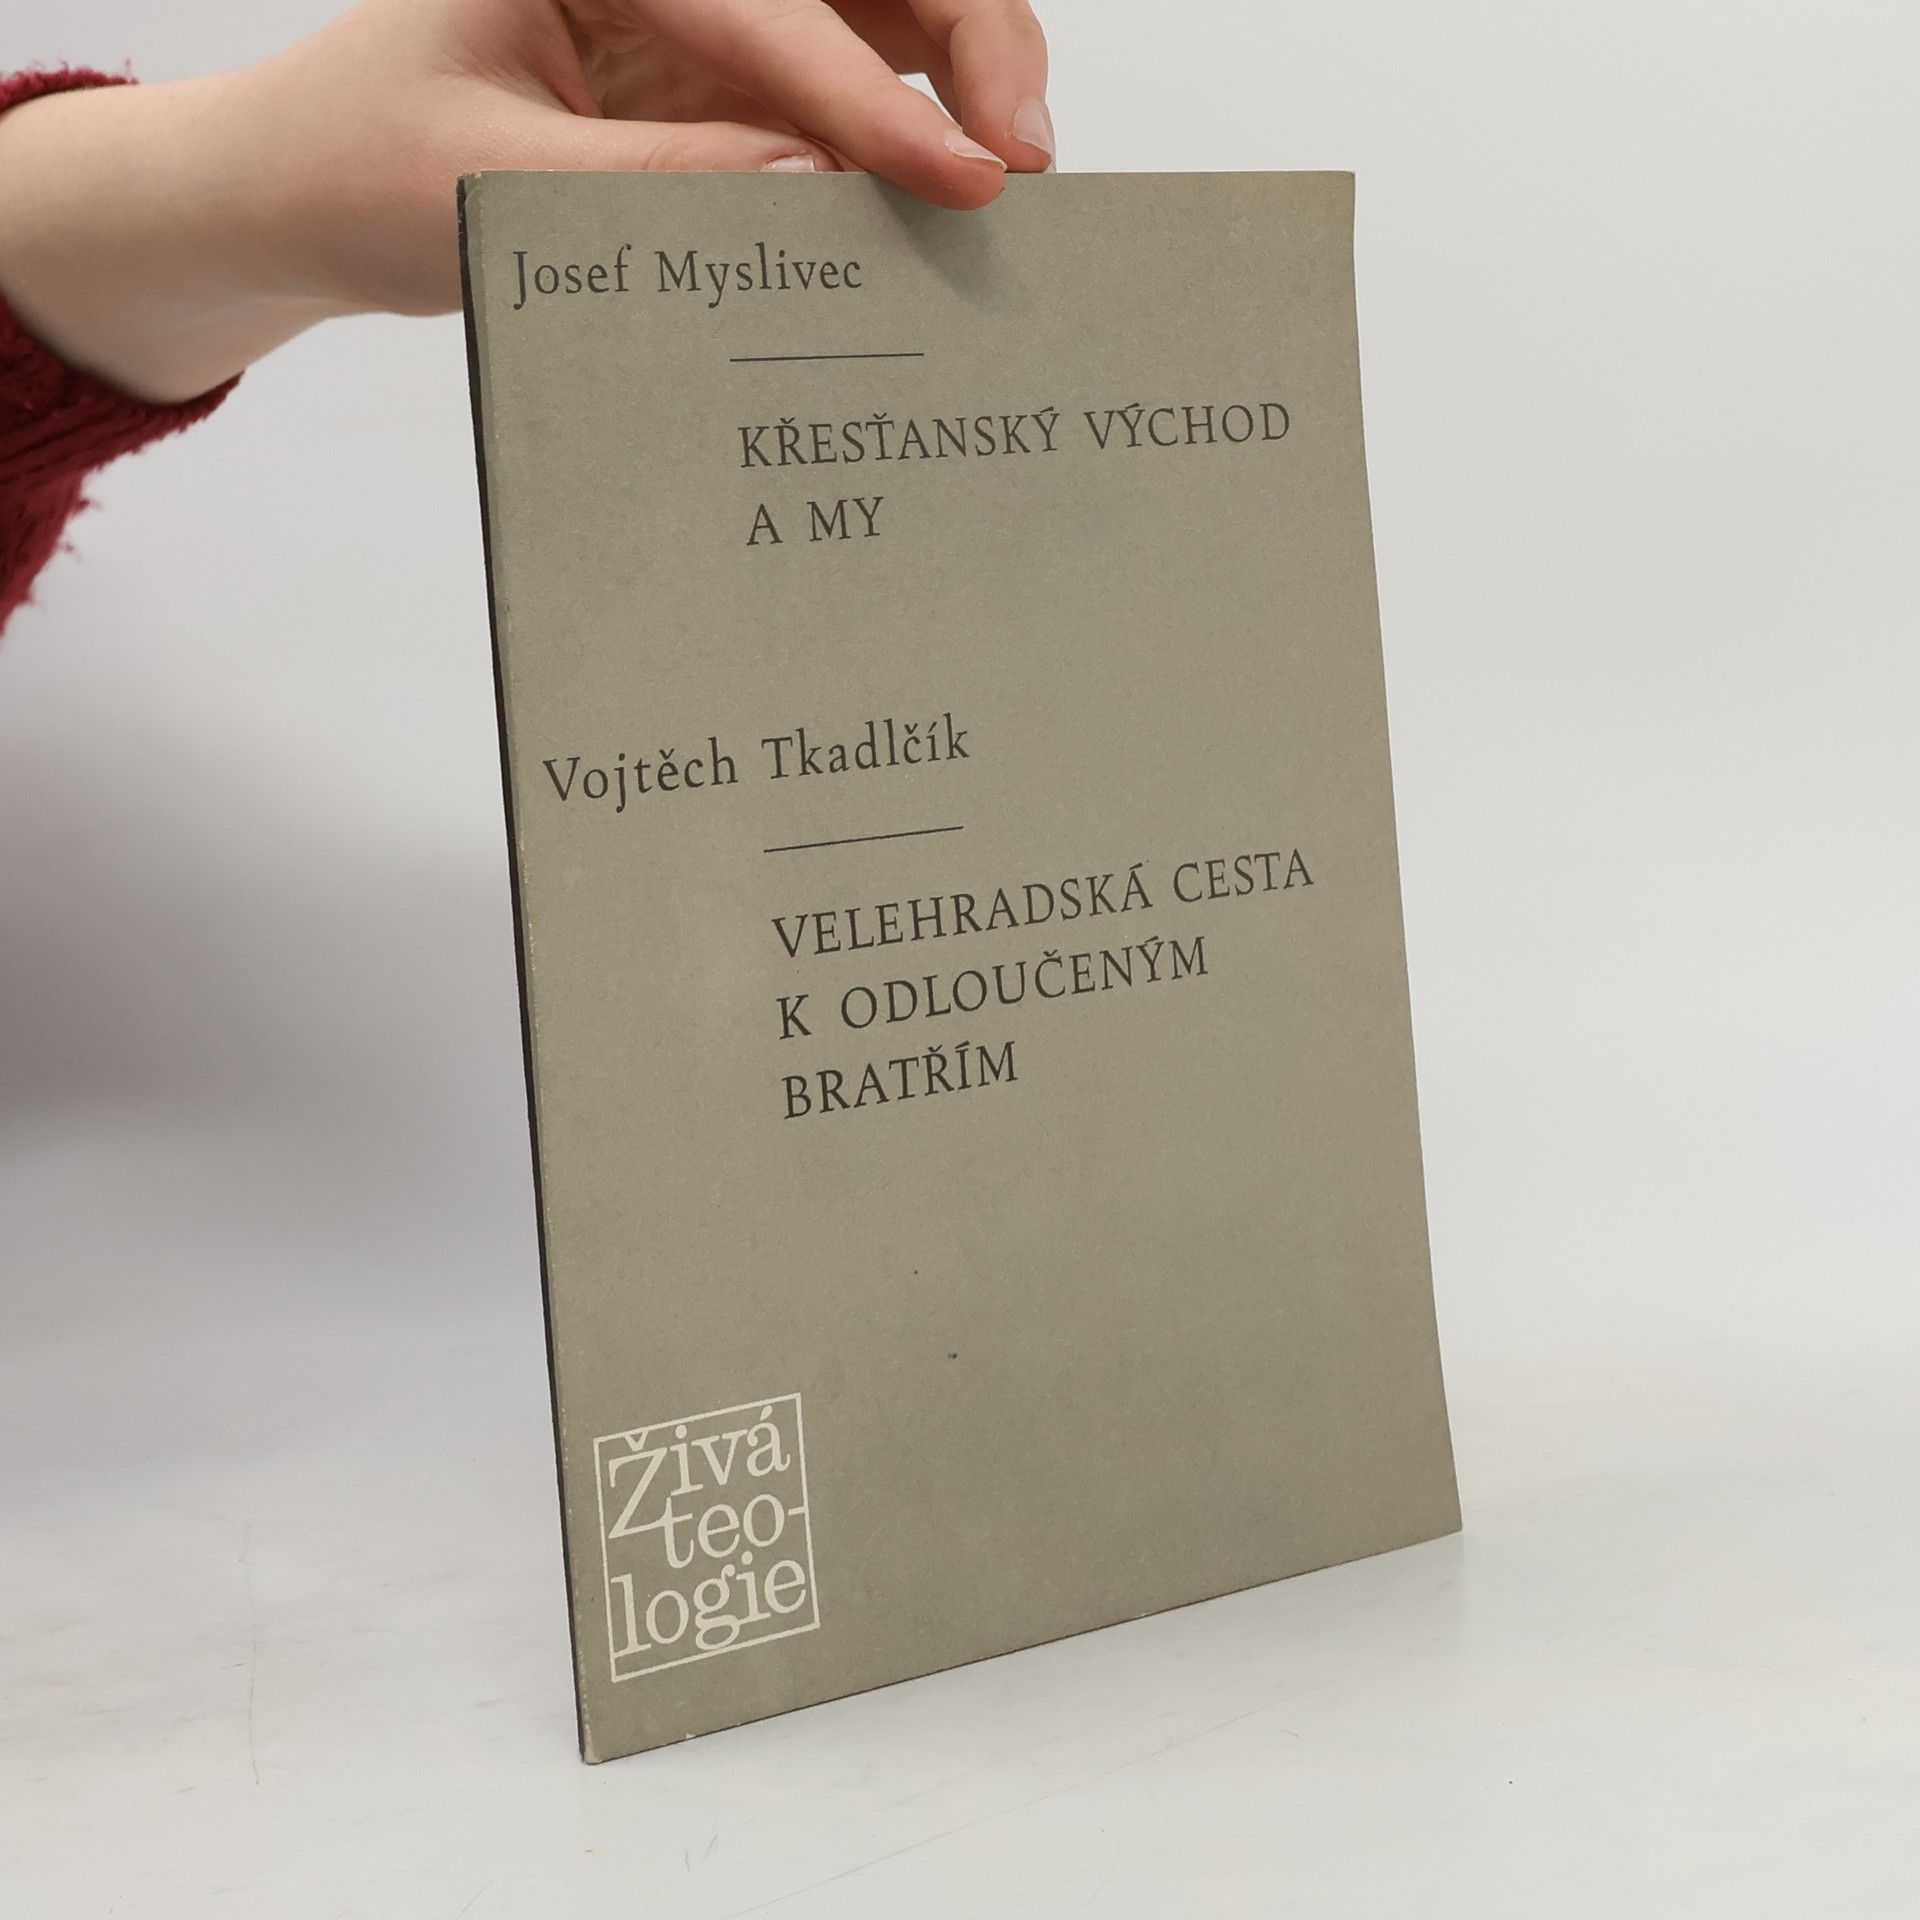 Josef Myslivec
KŘESŤANSKÝ VÝCHOD
A MY
Vojtěch Tkadlčík
VELEHRADSKÁ CESTA
K ODLOUČENÝM
BRATŘÍM
Živá
teo-
logie